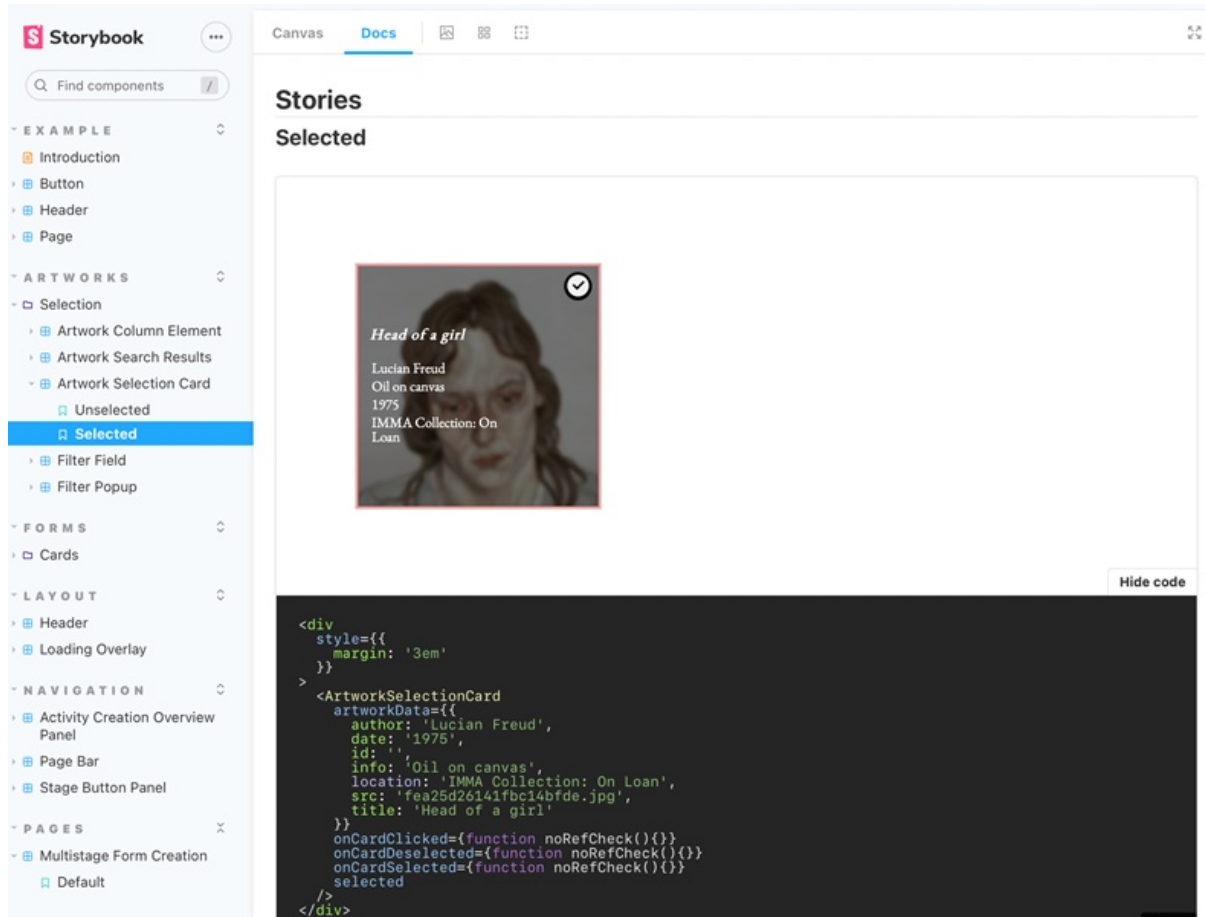 Storybook
Canvas
Docs
Find components
/
EXAMPLE
Introduction
Button
Header
Page
ARTWORKS
Selection
Artwork Column Element
Artwork Search Results
Artwork Selection Card
Unselected
Selected
Filter Field
Filter Popup
FORMS
Cards
LAYOUT
Header
Loading Overlay
NAVIGATION
Activity Creation Overview
Panel
Page Bar
Stage Button Panel
PAGES
Multistage Form Creation
Default
Stories
Selected
Head of a girl
Lucian Freud
Oil on canvas
1975
IMMA Collection: On
Loan
Hide code
<div
style={{
margin: '3em'
}}
>
<ArtworkSelectionCard
artworkData={{
author: 'Lucian Freud',
date: '1975',
id: '',
info: 'Oil on canvas',
location: 'IMMA Collection: On Loan',
src: 'fea25d26141fbc14bfde.jpg',
title: 'Head of a girl'
}}
onCardClicked={function noRefCheck(){}}
onCardDeselected={function noRefCheck(){}}
onCardSelected={function noRefCheck(){}}
selected
/>
</div>